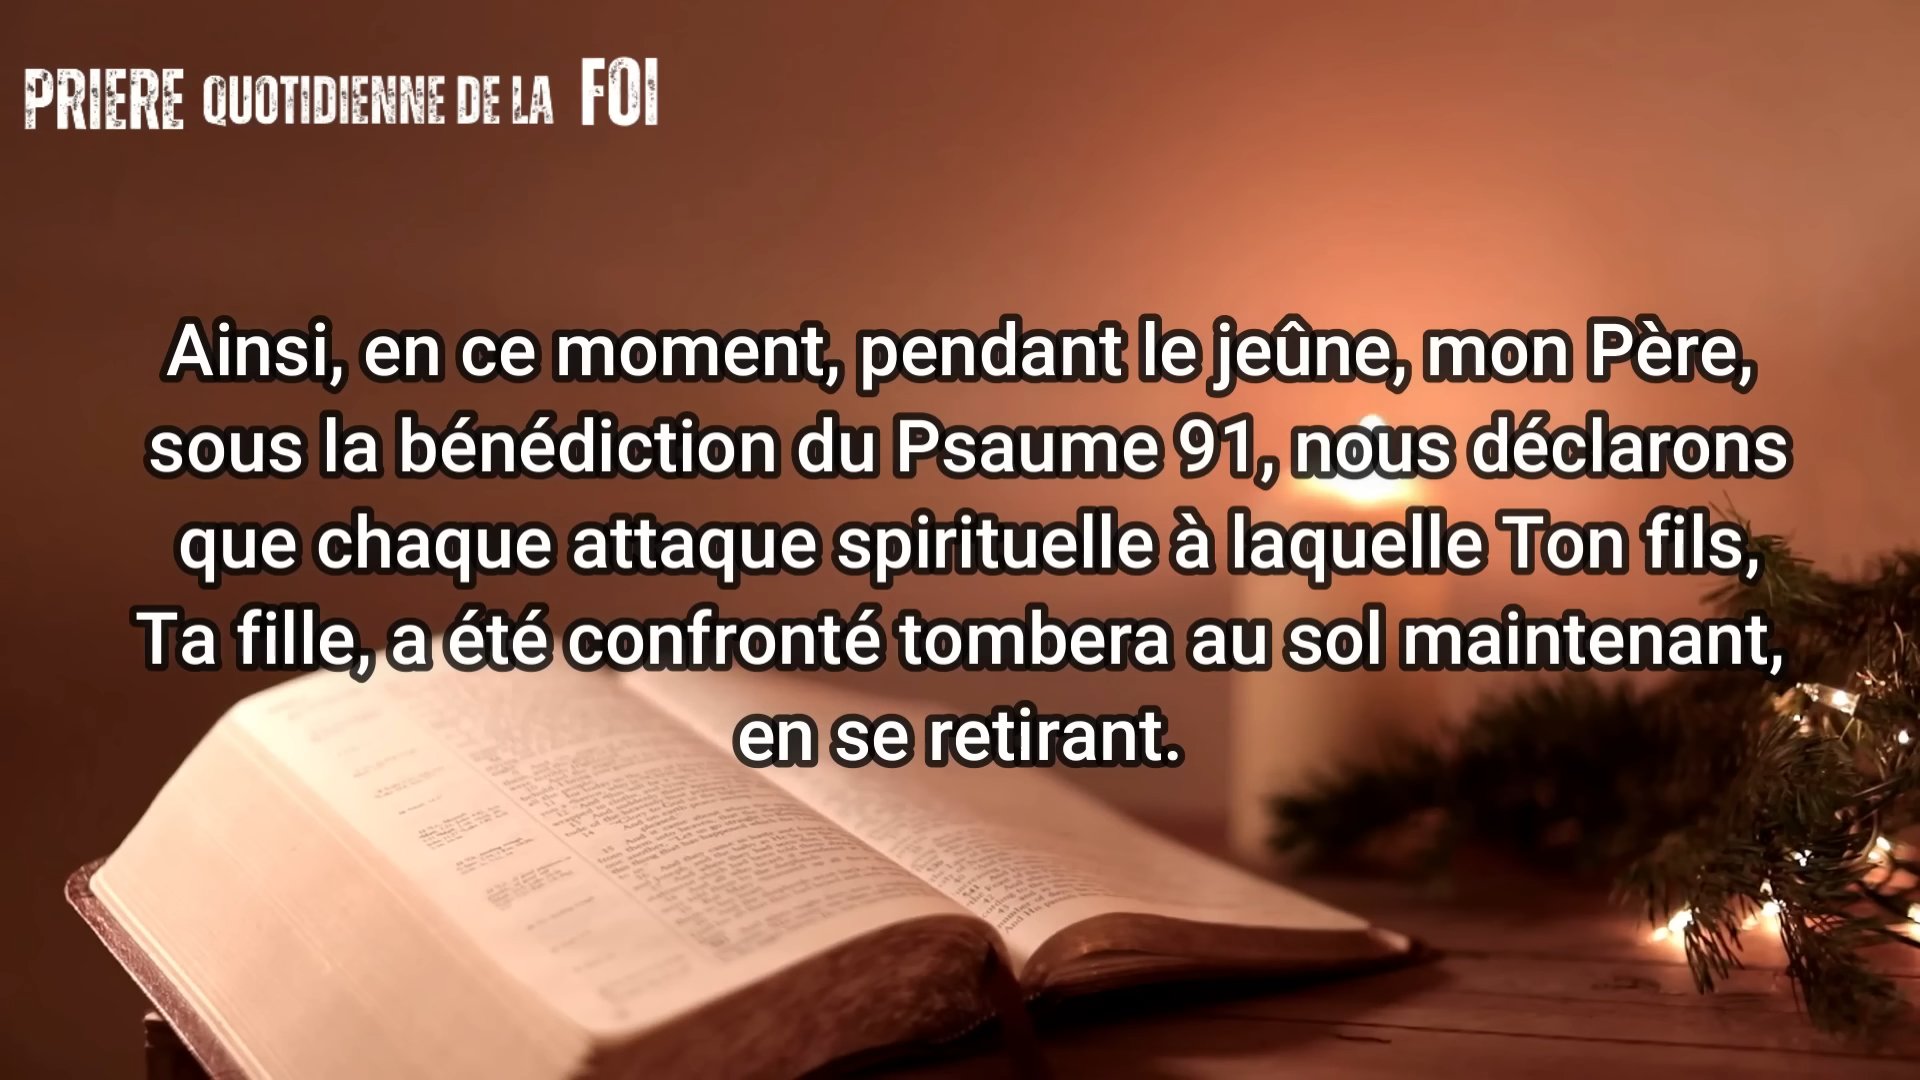 PRIERE QUOTIDIENNE DE LA FOI
Ainsi, en ce moment, pendant le jeûne, mon Père,
sous la bénédiction du Psaume 91, nous déclarons
que chaque attaque spirituelle à laquelle Ton fils,
Ta fille, a été confronté tombera au sol maintenant,
en se retirant.